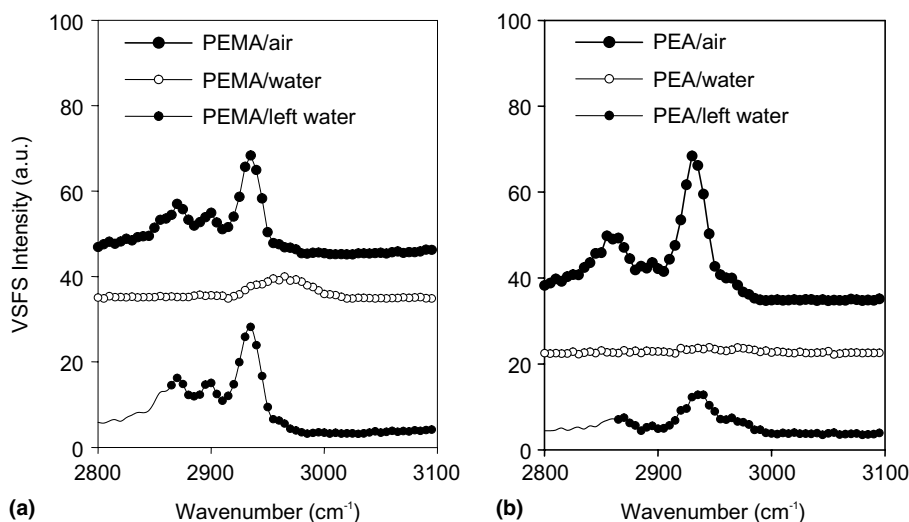 VSFS Intensity (a.u.)
100
80
60
40
20
0
PEMA/air
PEMA/water
PEMA/left water
2800
2900
3000
3100
Wavenumber (cm⁻¹)
(a)
100
80
60
40
20
0
PEA/air
PEA/water
PEA/left water
2800
2900
3000
3100
Wavenumber (cm⁻¹)
(b)